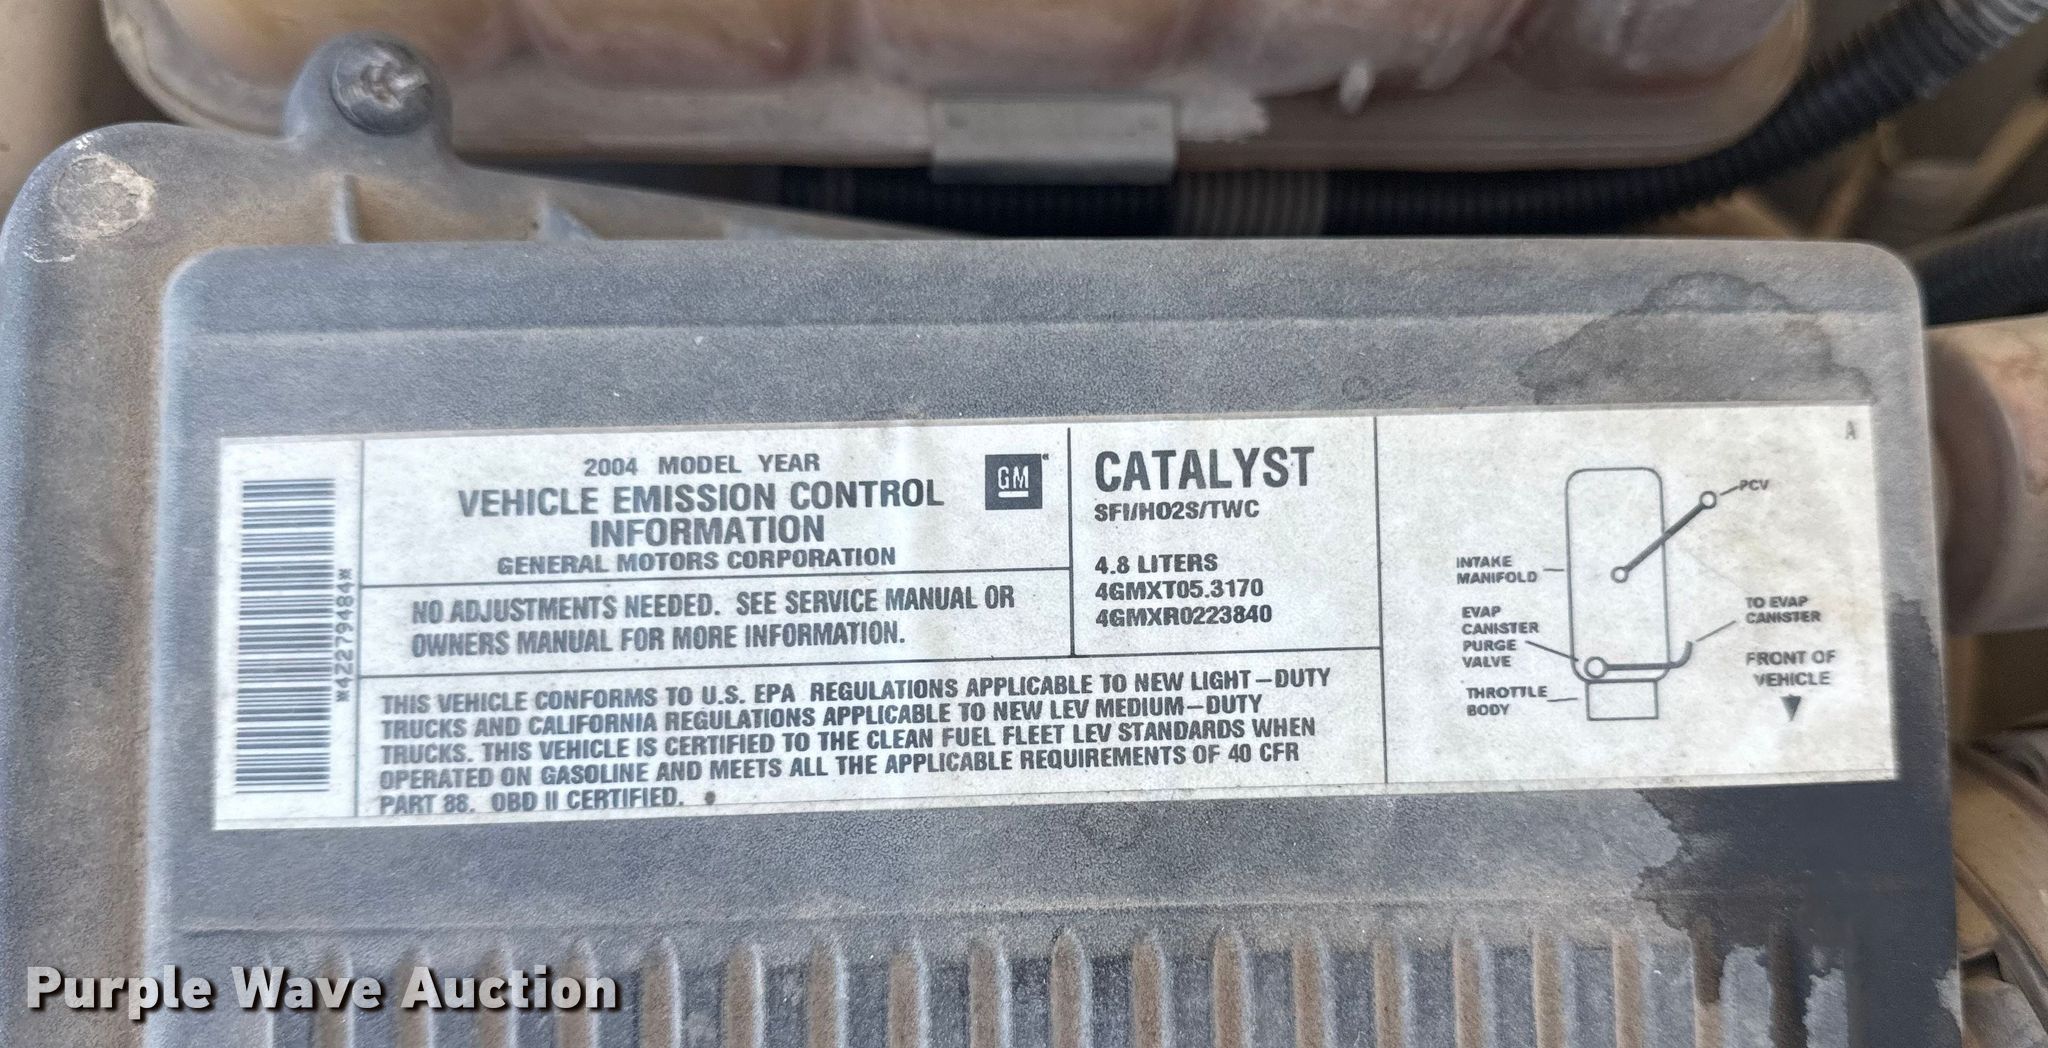 2004 MODEL YEAR
VEHICLE EMISSION CONTROL
INFORMATION
GENERAL MOTORS CORPORATION
GM
NO ADJUSTMENTS NEEDED. SEE SERVICE MANUAL OR
OWNERS MANUAL FOR MORE INFORMATION.
CATALYST
SFI/HO2S/TWC
4.8 LITERS
4GMXT05.3170
4GMXR0223840
THIS VEHICLE CONFORMS TO U.S. EPA REGULATIONS APPLICABLE TO NEW LIGHT-DUTY
TRUCKS AND CALIFORNIA REGULATIONS APPLICABLE TO NEW LEV MEDIUM-DUTY
TRUCKS. THIS VEHICLE IS CERTIFIED TO THE CLEAN FUEL FLEET LEV STANDARDS WHEN
OPERATED ON GASOLINE AND MEETS ALL THE APPLICABLE REQUIREMENTS OF 40 CFR
PART 88. OBD II CERTIFIED.
*422279484*
A
PCV
INTAKE
MANIFOLD
EVAP
CANISTER
PURGE
VALVE
THROTTLE
BODY
TO EVAP
CANISTER
FRONT OF
VEHICLE
Purple Wave Auction